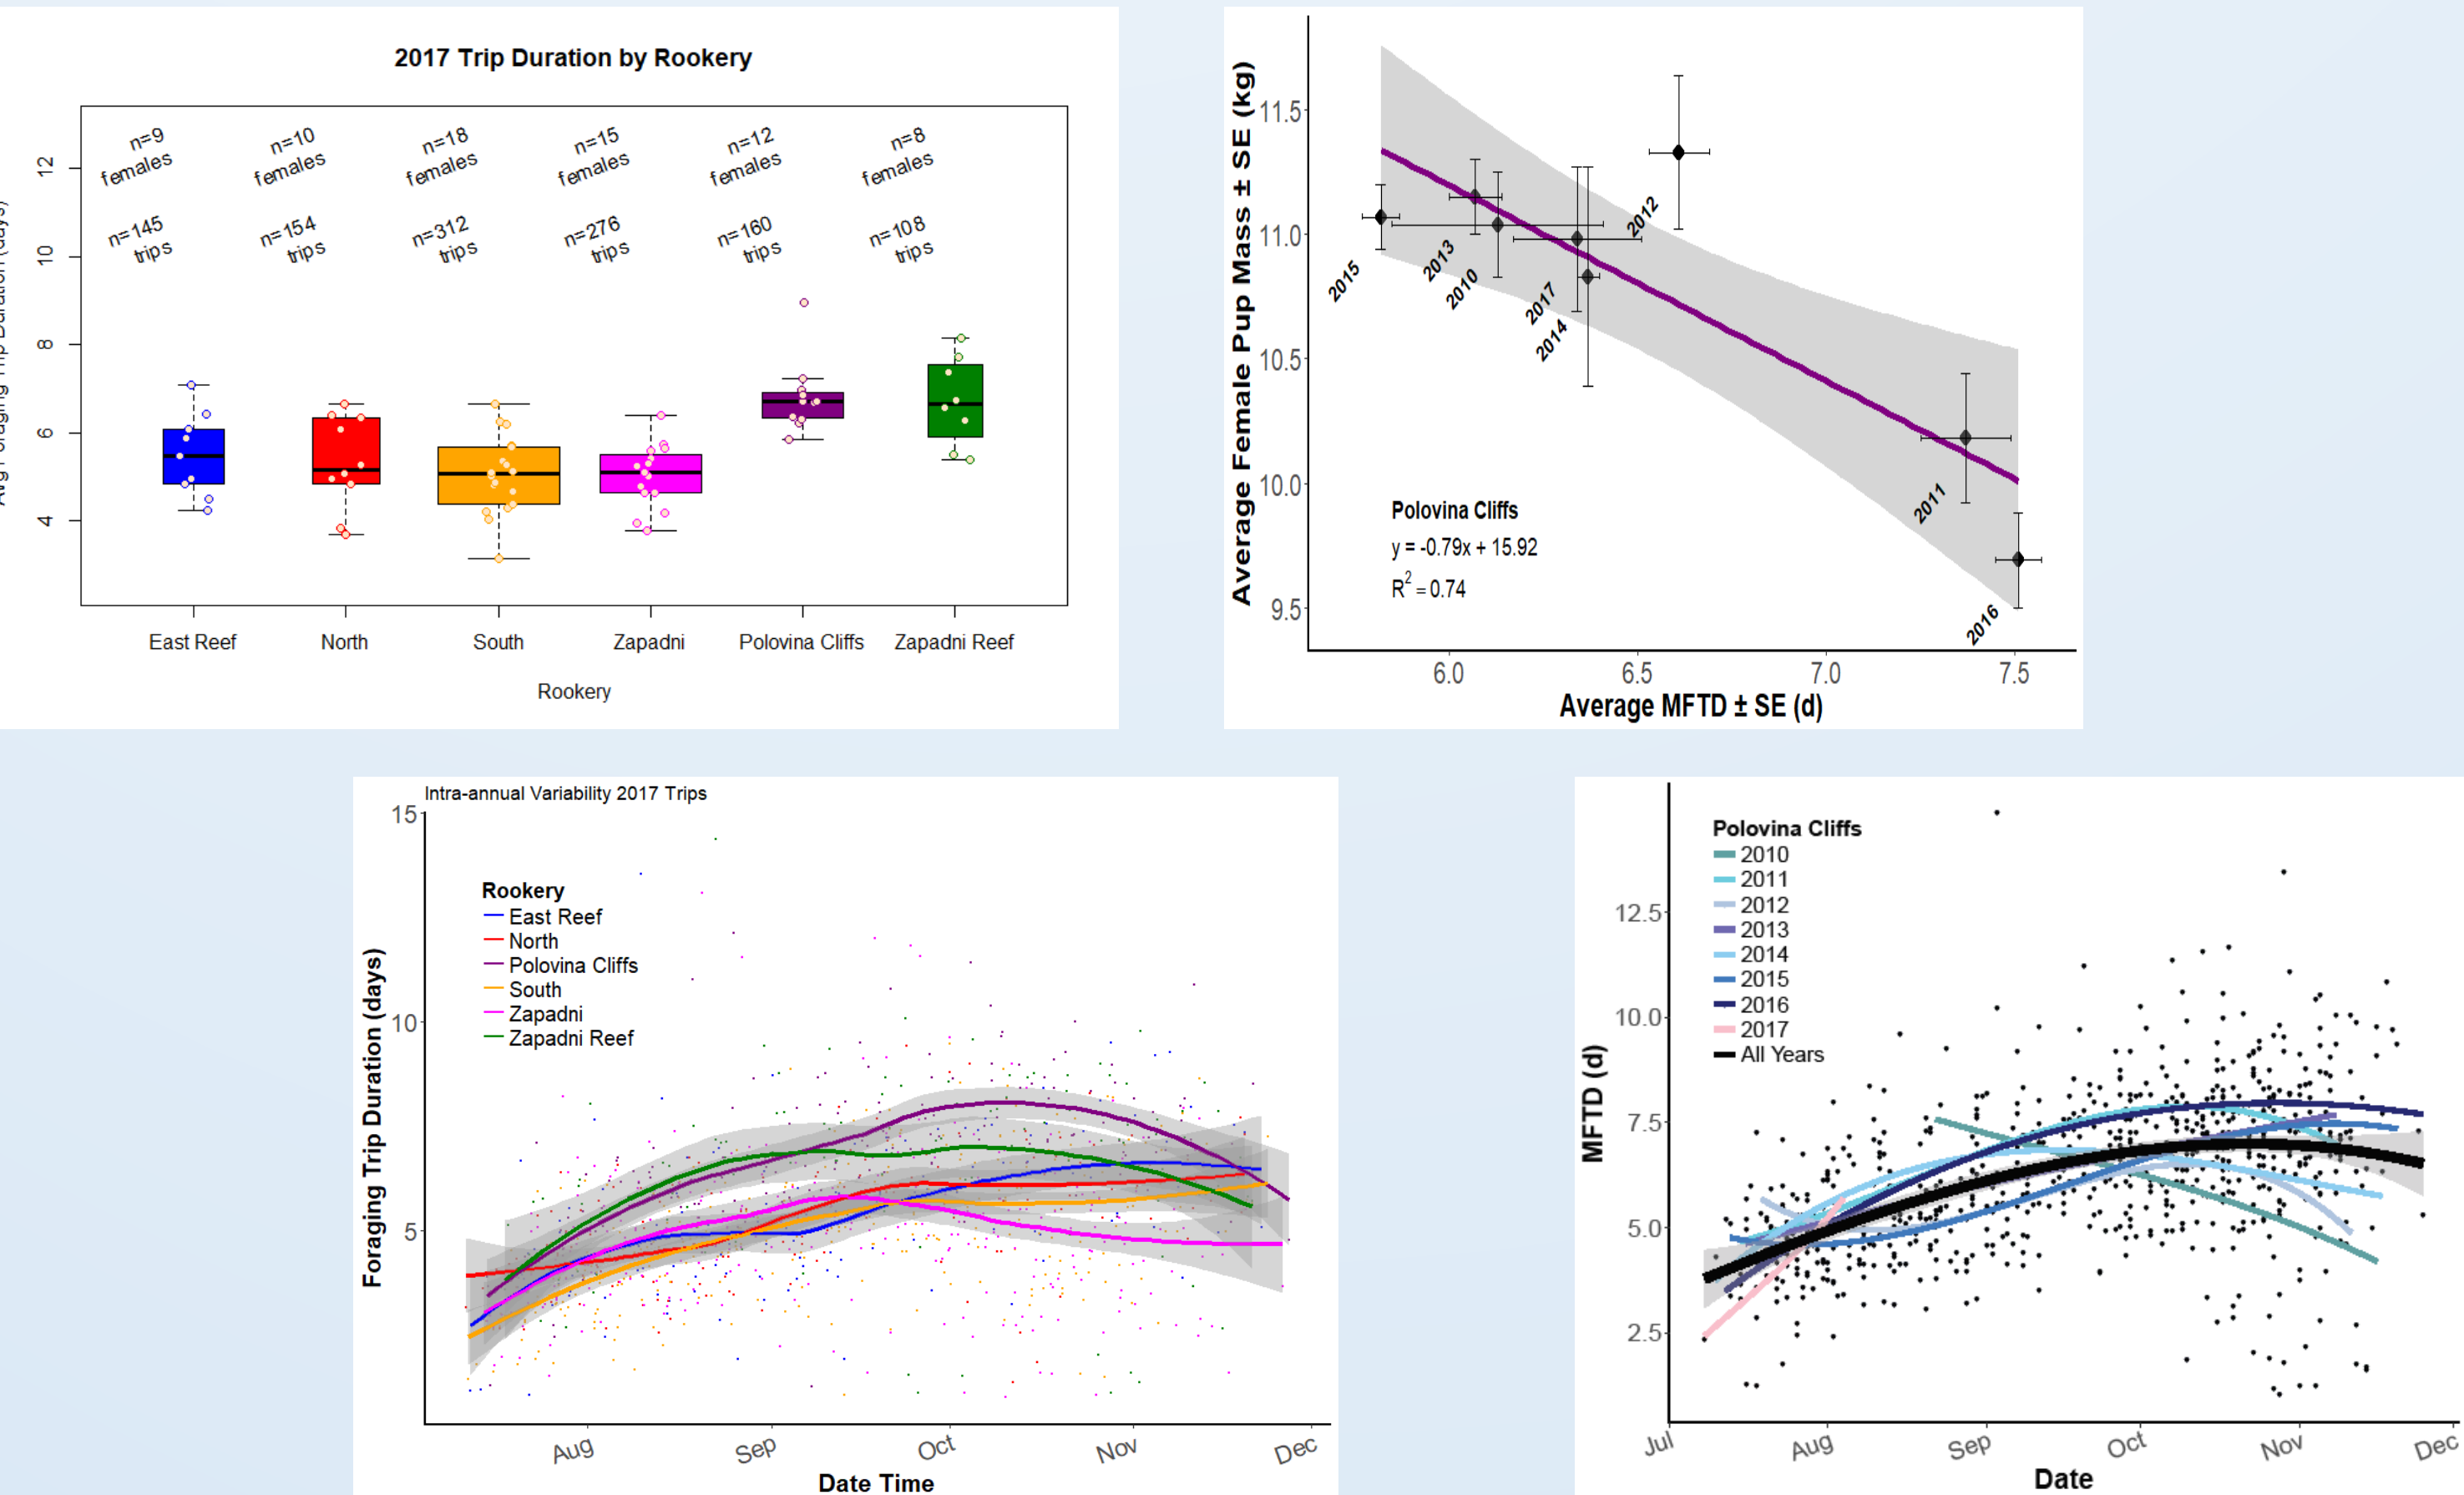 2017 Trip Duration by Rookery
n=9
females
n=10
females
n=18
females
n=15
females
n=12
females
n=8
females
n=145
trips
n=154
trips
n=312
trips
n=276
trips
n=160
trips
n=108
trips
12
10
8
6
4
East Reef
North
South
Zapadni
Polovina Cliffs
Zapadni Reef
Rookery
Average Female Pup Mass ± SE (kg)
11.5
11.0
10.5
10.0
9.5
2015
2013
2010
2017
2014
2012
2011
2016
Polovina Cliffs
y = -0.79x + 15.92
R² = 0.74
6.0
6.5
7.0
7.5
Average MFTD ± SE (d)
Intra-annual Variability 2017 Trips
Foraging Trip Duration (days)
15
10
5
Rookery
East Reef
North
Polovina Cliffs
South
Zapadni
Zapadni Reef
Aug
Sep
Oct
Nov
Dec
Date Time
MFTD (d)
12.5
10.0
7.5
5.0
2.5
Polovina Cliffs
2010
2011
2012
2013
2014
2015
2016
2017
All Years
Jul
Aug
Sep
Oct
Nov
Dec
Date